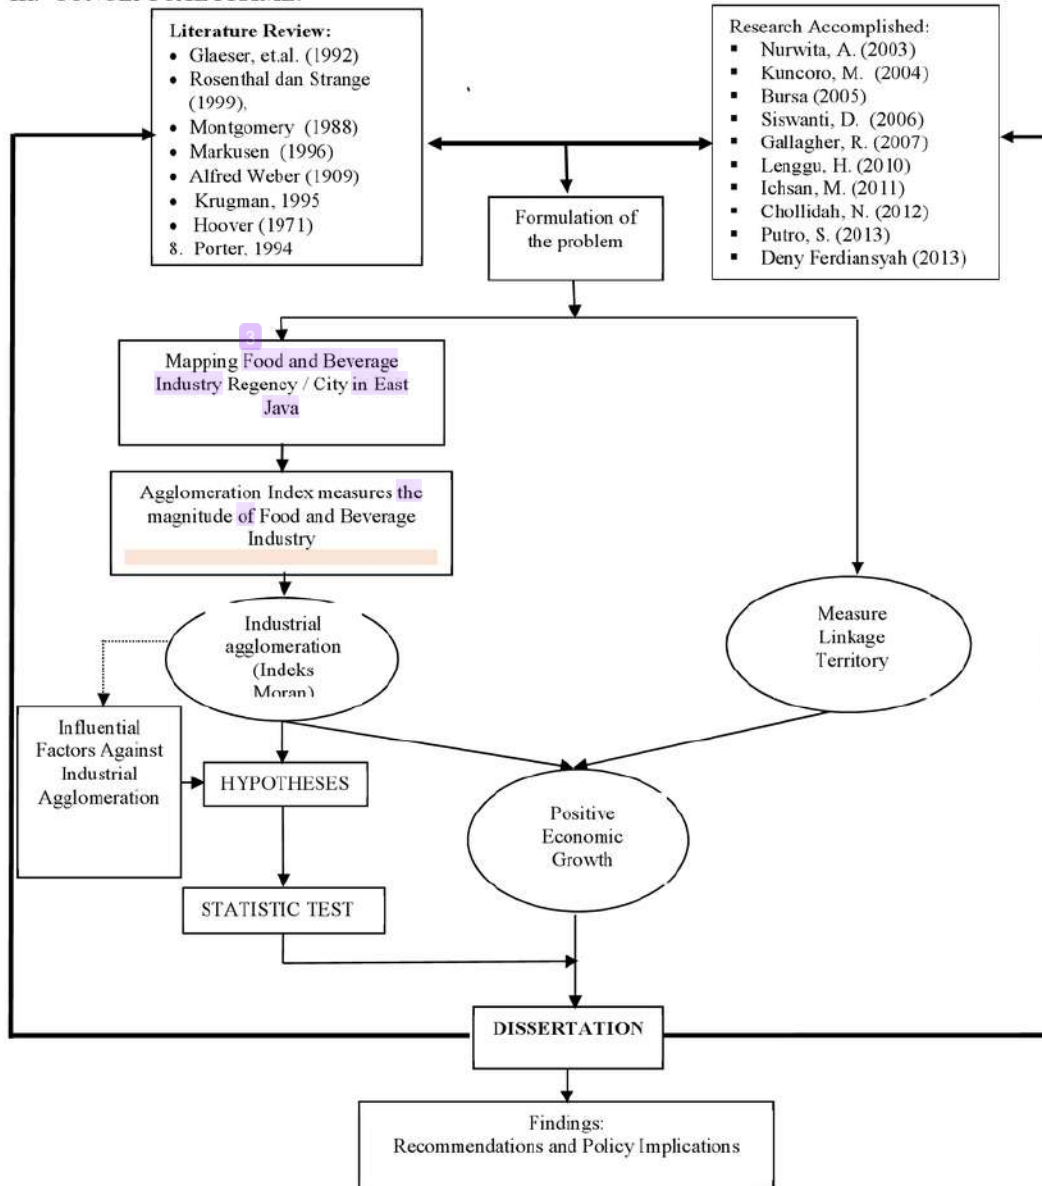 Literature Review:
• Glaeser, et.al. (1992)
• Rosenthal dan Strange
(1999),
• Montgomery (1988)
• Markusen (1996)
• Alfred Weber (1909)
• Krugman, 1995
• Hoover (1971)
8. Porter, 1994
Research Accomplished:
▪ Nurwita, A. (2003)
▪ Kuncoro, M. (2004)
▪ Bursa (2005)
▪ Siswanti, D. (2006)
▪ Gallagher, R. (2007)
▪ Lenggu, H. (2010)
▪ Ichsan, M. (2011)
▪ Chollidah, N. (2012)
▪ Putro, S. (2013)
▪ Deny Ferdiansyah (2013)
Formulation of
the problem
3
Mapping Food and Beverage
Industry Regency / City in East
Java
Agglomeration Index measures the
magnitude of Food and Beverage
Industry
Industrial
agglomeration
(Indeks
Moran)
Measure
Linkage
Territory
Influential
Factors Against
Industrial
Agglomeration
HYPOTHESES
Positive
Economic
Growth
STATISTIC TEST
DISSERTATION
Findings:
Recommendations and Policy Implications